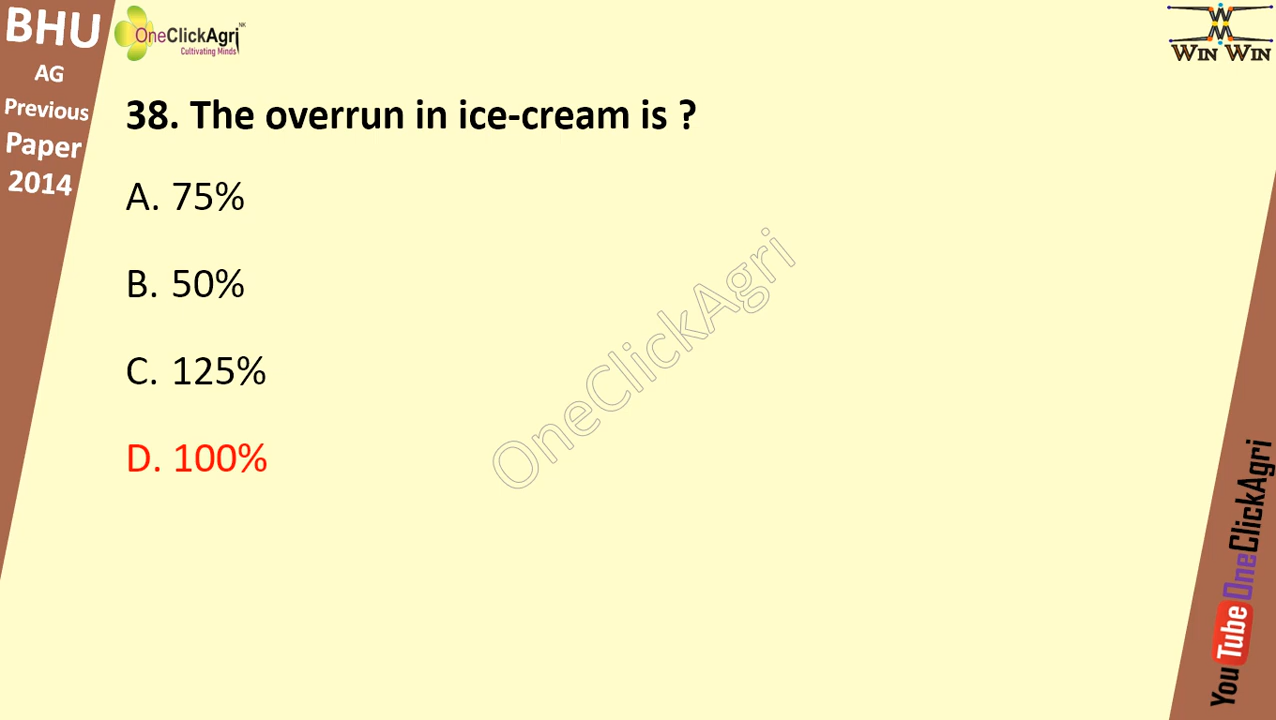 BHU
AG
Previous
Paper
2014
OneClickAgri
NK
Cultivating Minds
WIN WIN
38. The overrun in ice-cream is ?
A. 75%
B. 50%
C. 125%
D. 100%
OneClickAgri
YouTube OneClickAgri